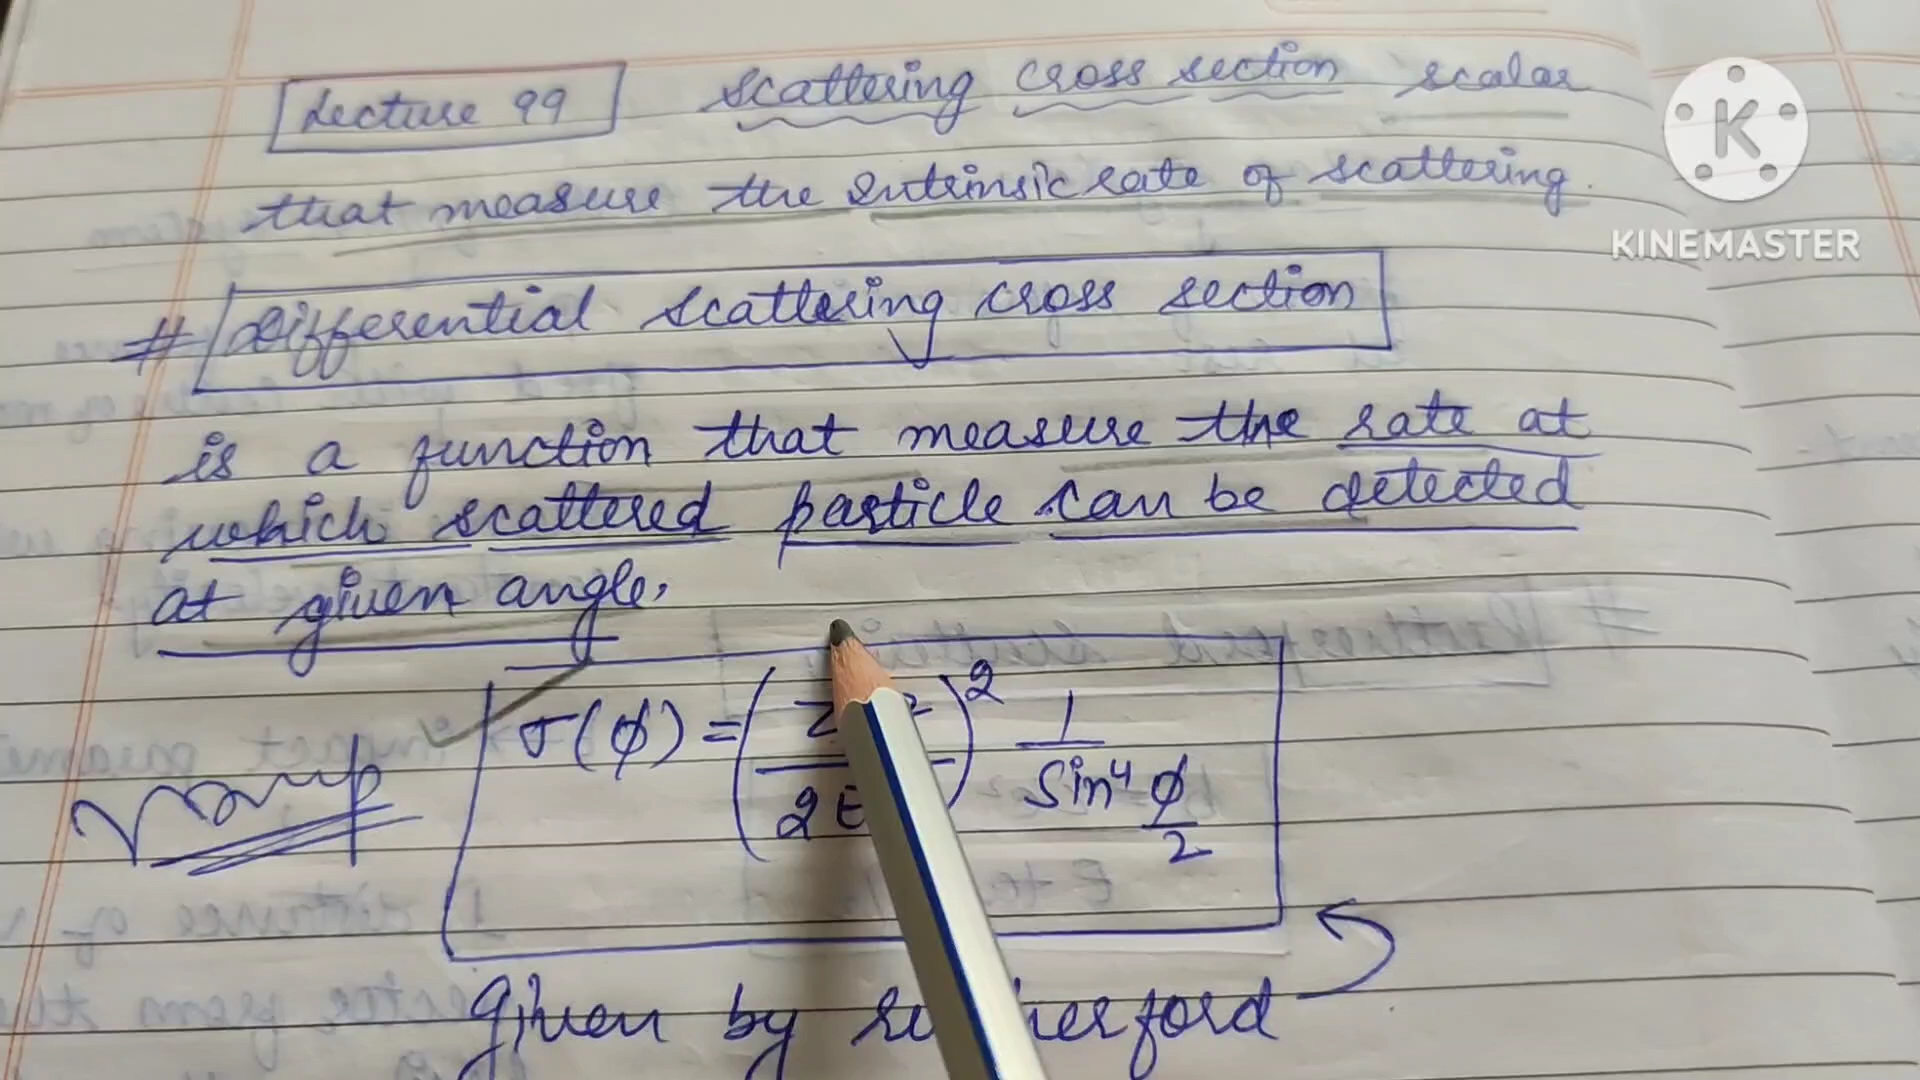 Lecture 99 Scattering cross section scalar
that measure the intrinsic rate of scattering.
K
KINEMASTER
# Differential scattering cross section
is a function that measure the rate at
which scattered particle can be detected
at given angle.
σ(ϕ) = ( / 2E )² 1 / Sin⁴ ϕ/2
Vvimp
given by